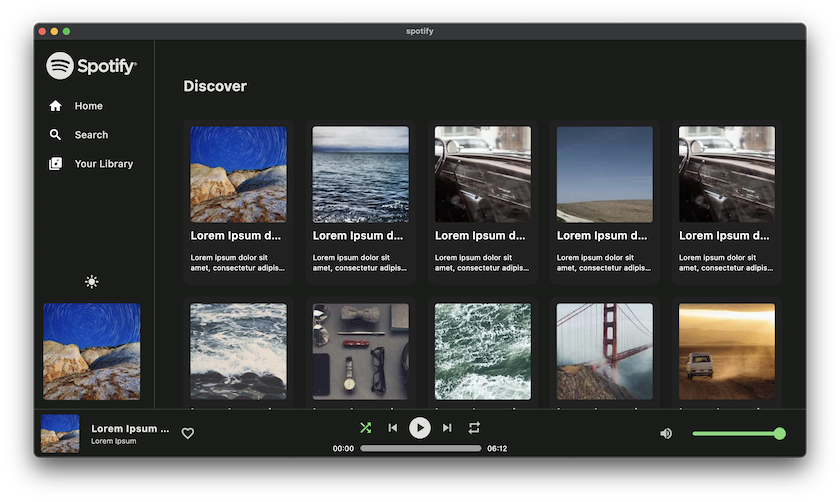 spotify
Spotify®
Home
Search
Your Library
Discover
Lorem Ipsum d...
Lorem ipsum dolor sit
amet, consectetur adipis...
Lorem Ipsum d...
Lorem ipsum dolor sit
amet, consectetur adipis...
Lorem Ipsum d...
Lorem ipsum dolor sit
amet, consectetur adipis...
Lorem Ipsum d...
Lorem ipsum dolor sit
amet, consectetur adipis...
Lorem Ipsum d...
Lorem ipsum dolor sit
amet, consectetur adipis...
Lorem Ipsum ...
Lorem Ipsum
00:00
06:12